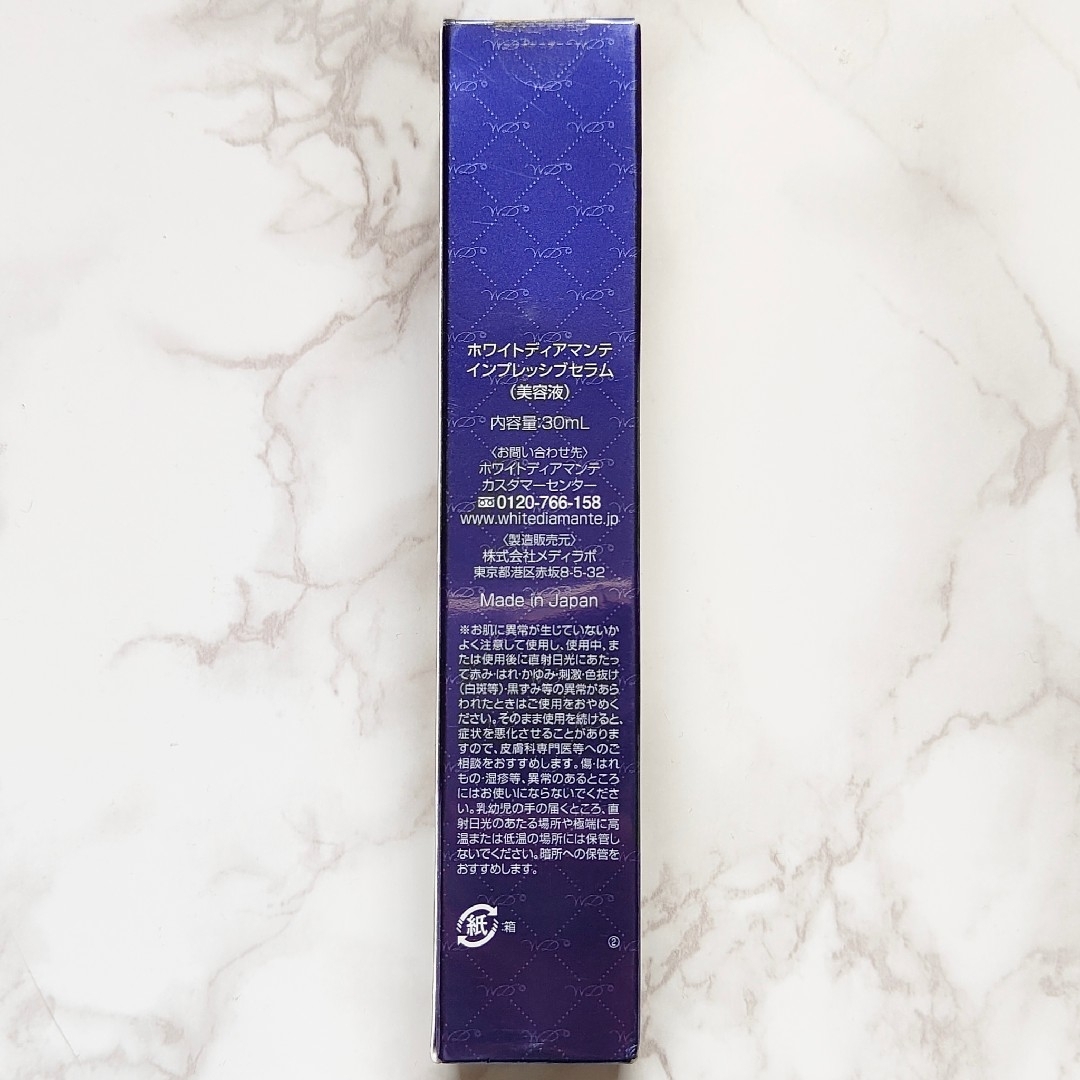 ホワイトディアマンテ
インプレッシブセラム
(美容液)
内容量:30mL
〈お問い合わせ先〉
ホワイトディアマンテ
カスタマーセンター
0120-766-158
www.whitediamante.jp
〈製造販売元〉
株式会社メディラボ
東京都港区赤坂8-5-32
Made in Japan
※お肌に異常が生じていないか
よく注意して使用し、使用中、ま
たは使用後に直射日光にあたっ
て赤み・はれ・かゆみ・刺激・色抜け
(白斑等)・黒ずみ等の異常があら
われたときはご使用をおやめく
ださい。そのまま使用を続けると、
症状を悪化させることがありま
すので、皮膚科専門医等へのご
相談をおすすめします。傷・はれ
もの・湿疹等、異常のあるところ
にはお使いにならないでくださ
い。乳幼児の手の届くところ、直
射日光のあたる場所や極端に高
温または低温の場所には保管し
ないでください。暗所への保管を
おすすめします。
紙:箱
②